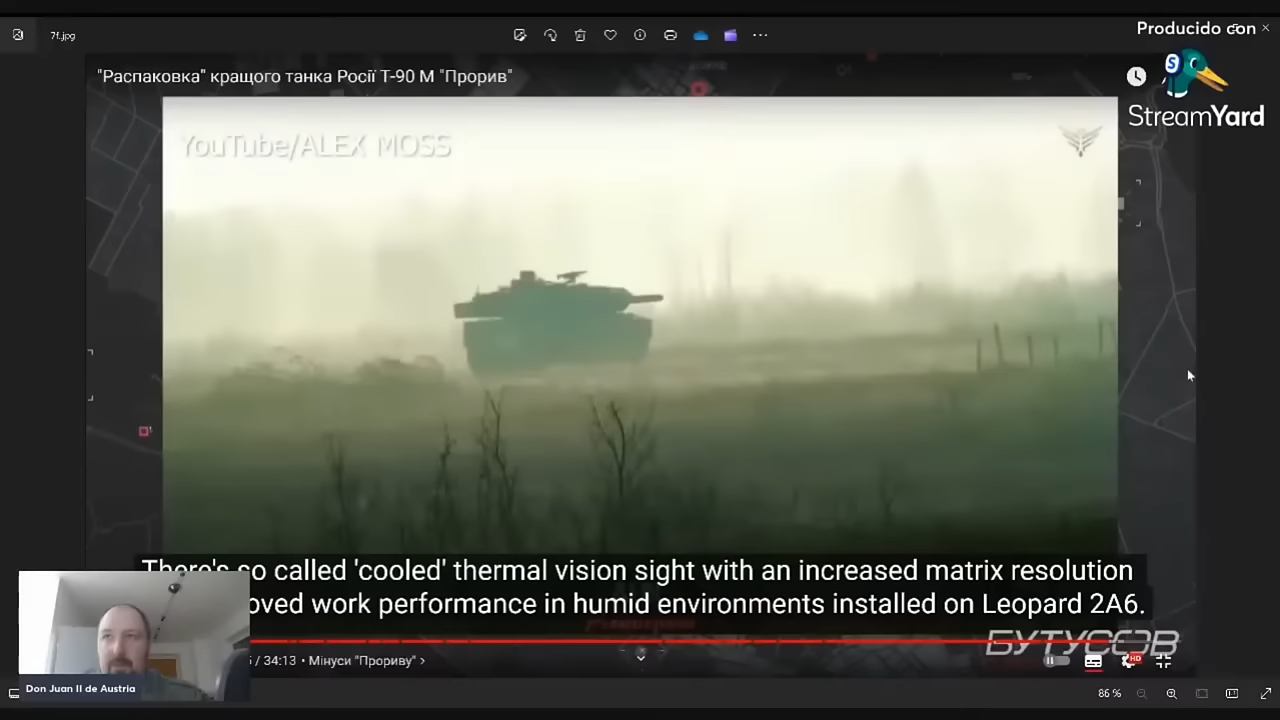 7f.jpg
Producido con
StreamYard
"Распаковка" кращого танка Росії Т-90 М "Прорив"
YouTube/ALEX MOSS
There's so called 'cooled' thermal vision sight with an increased matrix resolution
work performance in humid environments installed on Leopard 2A6.
БУТУСОВ
/ 34:13 • Мінуси "Прориву" >
HD
Don Juan II de Austria
86 %